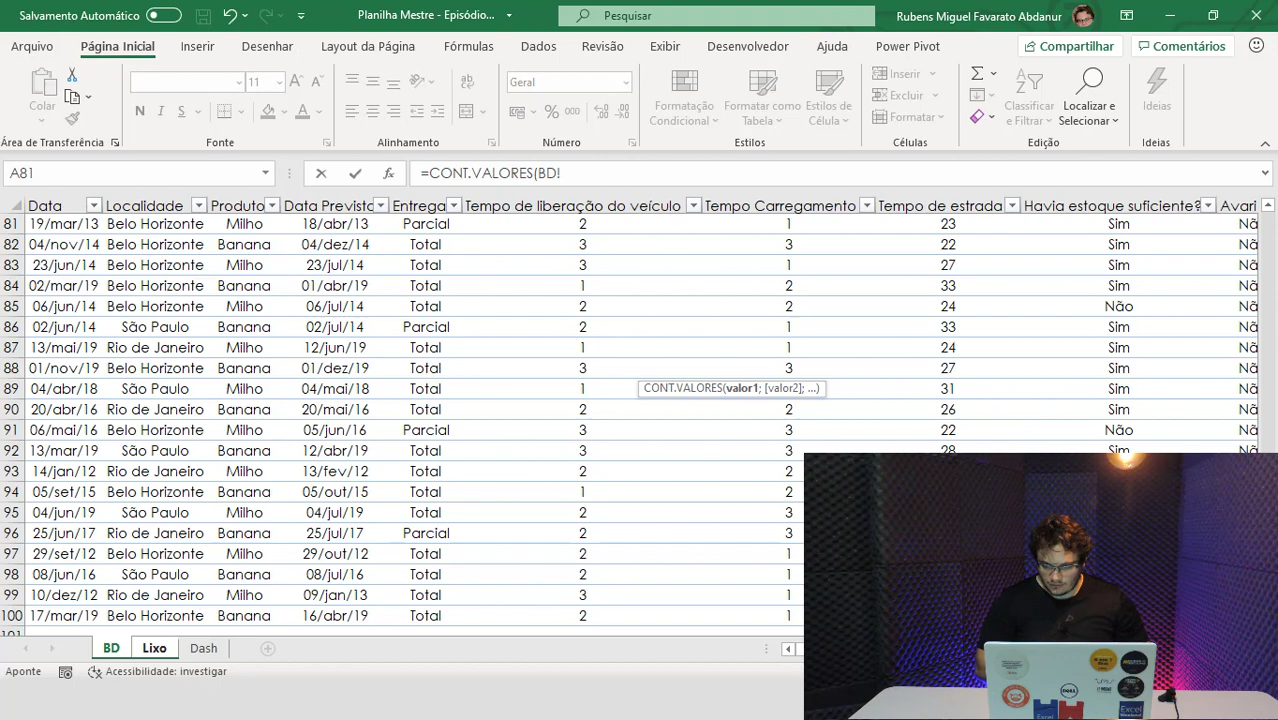 Salvamento Automático
Planilha Mestre - Episódio...
Pesquisar
Rubens Miguel Favarato Abdanur
Arquivo Página Inicial Inserir Desenhar Layout da Página Fórmulas Dados Revisão Exibir Desenvolvedor Ajuda Power Pivot Compartilhar Comentários
Colar
11
N I S
Geral
% 000
Formatação Condicional
Formatar como Tabela
Estilos de Célula
Inserir
Excluir
Formatar
Classificar e Filtrar
Localizar e Selecionar
Ideias
Área de Transferência Fonte Alinhamento Número Estilos Células Edição Ideias
A81
fx
=CONT.VALORES(BD!
Data Localidade Produto Data Previsto Entrega Tempo de liberação do veículo Tempo Carregamento Tempo de estrada Havia estoque suficiente? Avari
81 19/mar/13 Belo Horizonte Milho 18/abr/13 Parcial 2 1 23 Sim Nã
82 04/nov/14 Belo Horizonte Banana 04/dez/14 Total 3 3 22 Sim Nã
83 23/jun/14 Belo Horizonte Milho 23/jul/14 Total 3 1 27 Sim Nã
84 02/mar/19 Belo Horizonte Banana 01/abr/19 Total 1 2 33 Sim Nã
85 06/jun/14 Belo Horizonte Milho 06/jul/14 Total 2 2 24 Não Nã
86 02/jun/14 São Paulo Banana 02/jul/14 Parcial 2 1 33 Sim Nã
87 13/mai/19 Rio de Janeiro Milho 12/jun/19 Total 1 1 24 Sim Nã
88 01/nov/19 Belo Horizonte Banana 01/dez/19 Total 3 3 27 Sim Nã
89 04/abr/18 São Paulo Banana 04/mai/18 Total 1 CONT.VALORES(valor1; [valor2]; ...) 31 Sim Nã
90 20/abr/16 Rio de Janeiro Milho 20/mai/16 Total 2 2 26 Sim Nã
91 06/mai/16 Belo Horizonte Milho 05/jun/16 Parcial 3 3 22 Não Nã
92 13/mar/19 São Paulo Banana 12/abr/19 Total 3 3 28 Sim Nã
93 14/jan/12 Rio de Janeiro Milho 13/fev/12 Total 2 2
94 05/set/15 Belo Horizonte Banana 05/out/15 Total 1 2
95 04/jun/19 São Paulo Banana 04/jul/19 Total 2 3
96 25/jun/17 Rio de Janeiro Banana 25/jul/17 Parcial 2 3
97 29/set/12 Belo Horizonte Milho 29/out/12 Total 2 1
98 08/jun/16 São Paulo Banana 08/jul/16 Total 2 1
99 10/dez/12 Rio de Janeiro Milho 09/jan/13 Total 3 1
100 17/mar/19 Belo Horizonte Banana 16/abr/19 Total 2 1
101
BD Lixo Dash
Aponte Acessibilidade: investigar